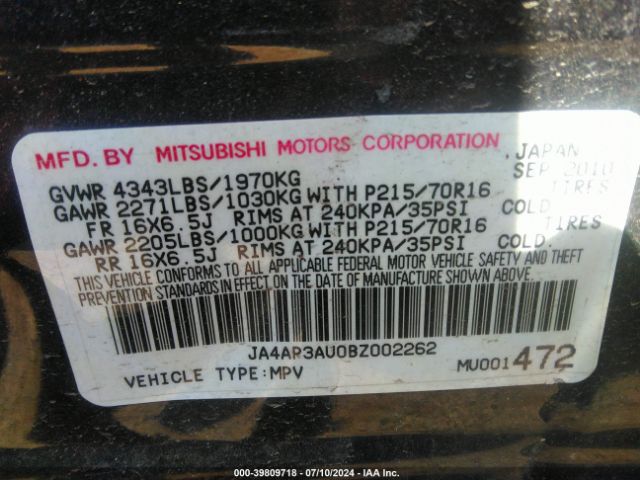 MFD. BY MITSUBISHI MOTORS CORPORATION JAPAN
SEP 2010
GVWR 4343LBS/1970KG
GAWR 2271LBS/1030KG WITH P215/70R16 TIRES
FR 16X6.5J RIMS AT 240KPA/35PSI COLD
GAWR 2205LBS/1000KG WITH P215/70R16 TIRES
RR 16X6.5J RIMS AT 240KPA/35PSI COLD.
THIS VEHICLE CONFORMS TO ALL APPLICABLE FEDERAL MOTOR VEHICLE SAFETY AND THEFT
PREVENTION STANDARDS IN EFFECT ON THE DATE OF MANUFACTURE SHOWN ABOVE.
JA4AP3AU0BZ002262
VEHICLE TYPE:MPV MU001472
000-39809718 - 07/10/2024 - IAA Inc.